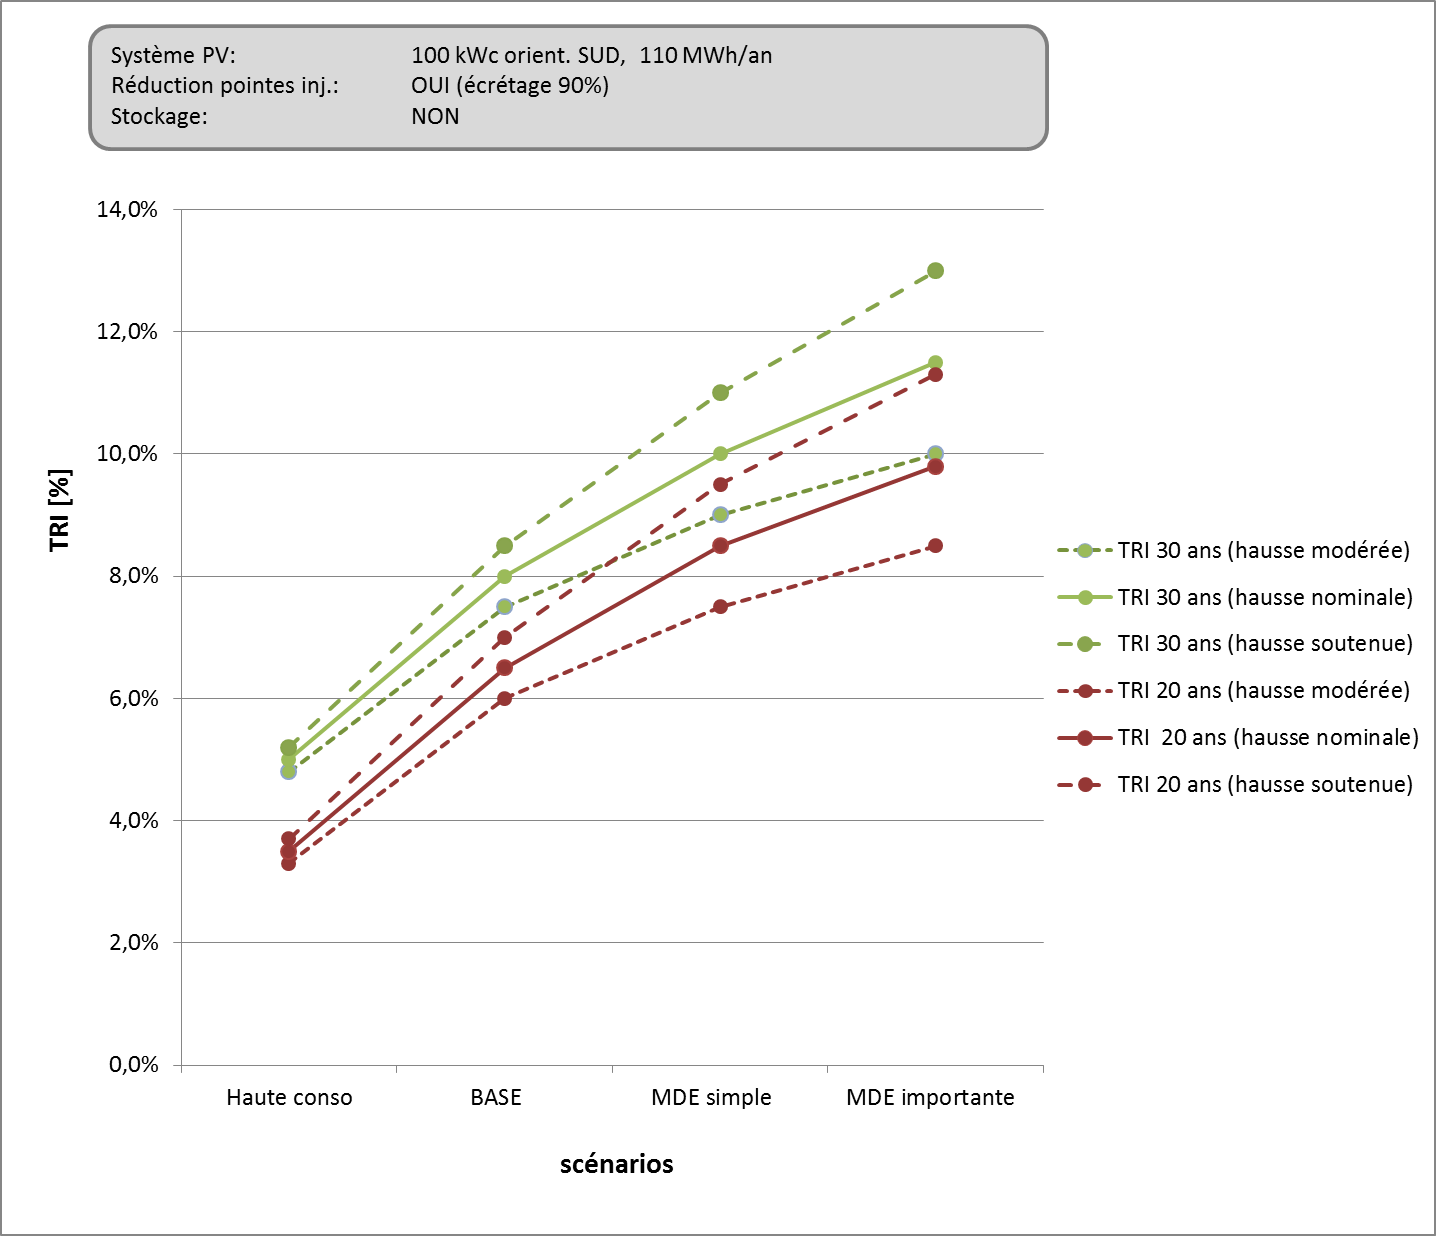 Système PV: 100 kWc orient. SUD, 110 MWh/an
Réduction pointes inj.: OUI (écrétage 90%)
Stockage: NON
14,0%
12,0%
10,0%
8,0%
6,0%
4,0%
2,0%
0,0%
TRI [%]
Haute conso
BASE
MDE simple
MDE importante
scénarios
TRI 30 ans (hausse modérée)
TRI 30 ans (hausse nominale)
TRI 30 ans (hausse soutenue)
TRI 20 ans (hausse modérée)
TRI 20 ans (hausse nominale)
TRI 20 ans (hausse soutenue)